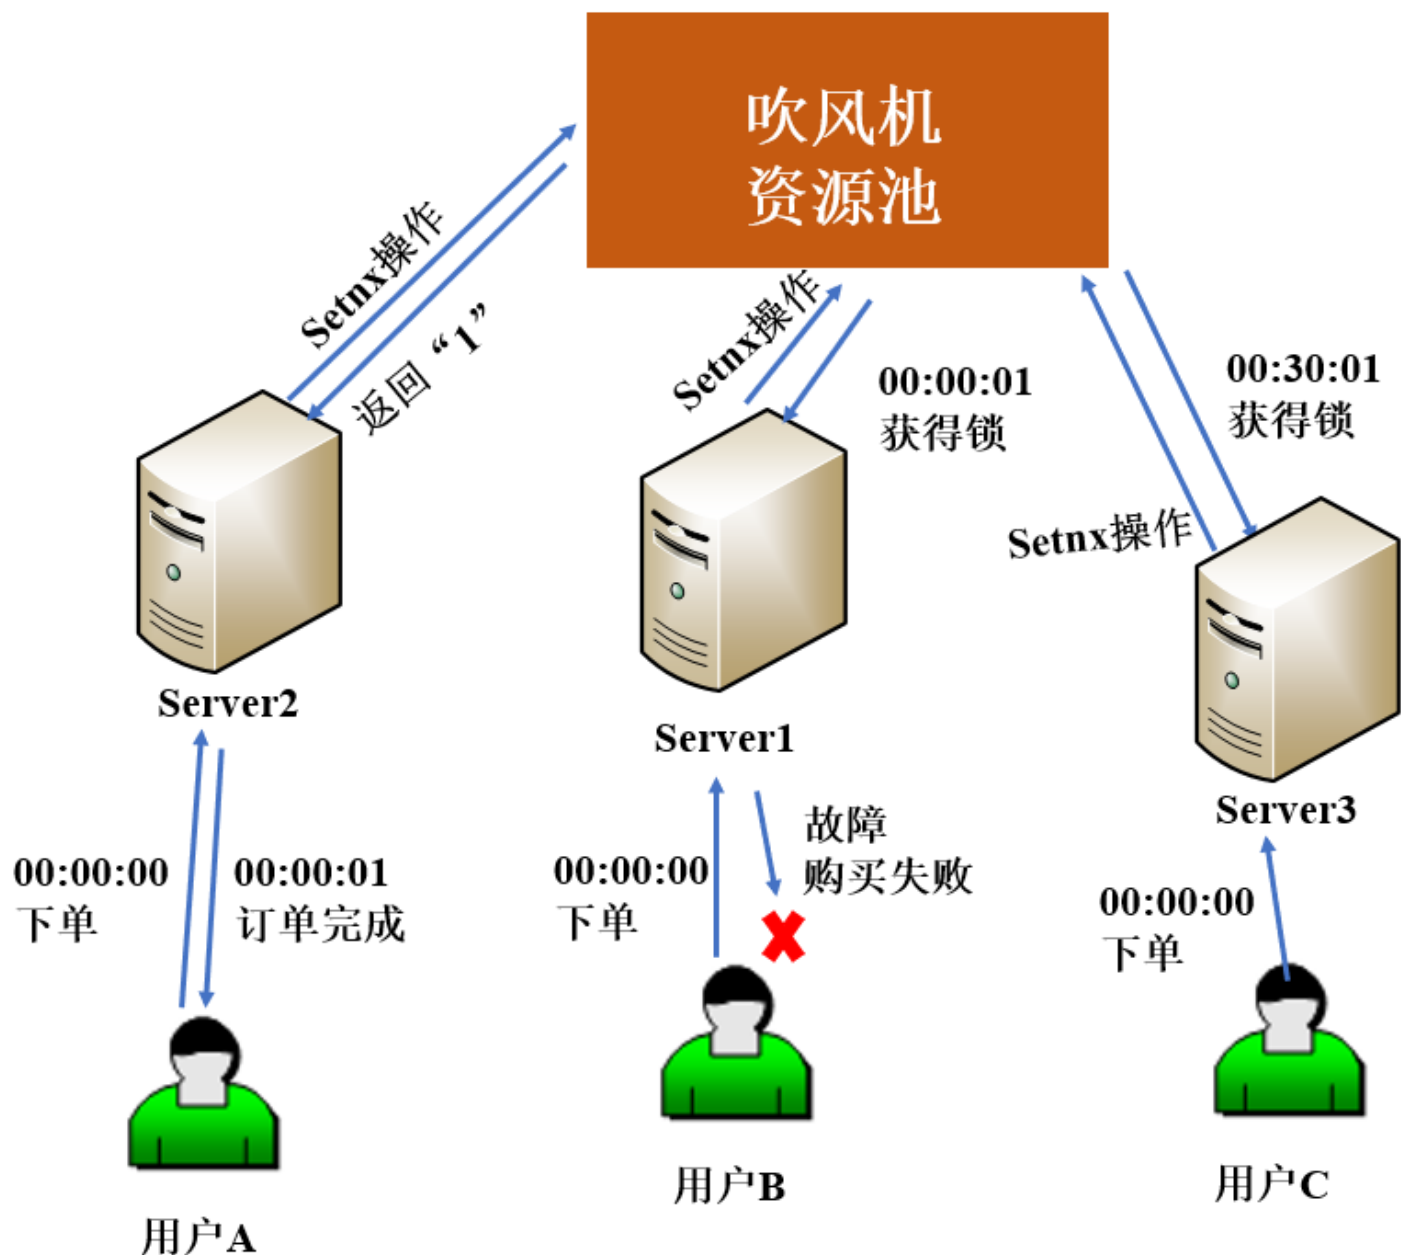 吹风机
资源池
Setnx操作
返回“1”
Setnx操作
00:00:01
获得锁
00:30:01
获得锁
Setnx操作
Server2
Server1
Server3
00:00:00
下单
00:00:01
订单完成
00:00:00
下单
故障
购买失败
00:00:00
下单
用户A
用户B
用户C